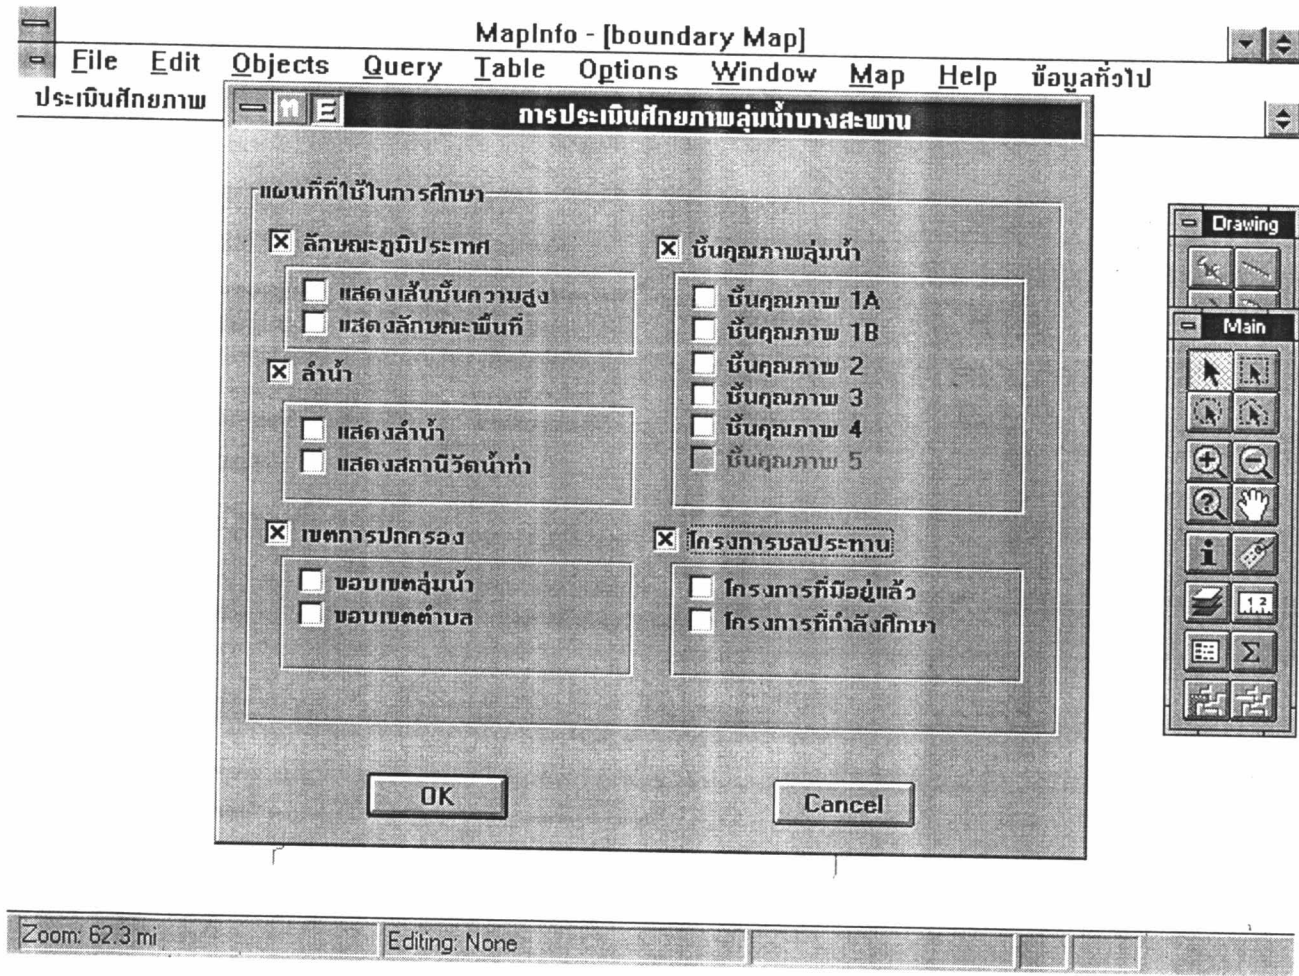 MapInfo - [boundary Map]
File Edit Objects Query Table Options Window Map Help ข้อมูลทั่วไป
ประเมินศักยภาพ
ท E การประเมินศักยภาพลุ่มน้ำบางสะพาน
แผนที่ที่ใช้ในการศึกษา
ลักษณะภูมิประเทศ
แสดงเส้นชั้นความสูง
แสดงลักษณะพื้นที่
ลำน้ำ
แสดงลำน้ำ
แสดงสถานีวัดน้ำท่า
เขตการปกครอง
ขอบเขตลุ่มน้ำ
ขอบเขตตำบล
ชั้นคุณภาพลุ่มน้ำ
ชั้นคุณภาพ 1A
ชั้นคุณภาพ 1B
ชั้นคุณภาพ 2
ชั้นคุณภาพ 3
ชั้นคุณภาพ 4
ชั้นคุณภาพ 5
โครงการชลประทาน
โครงการที่มีอยู่แล้ว
โครงการที่กำลังศึกษา
OK
Cancel
Drawing
Main
Zoom: 62.3 mi
Editing: None